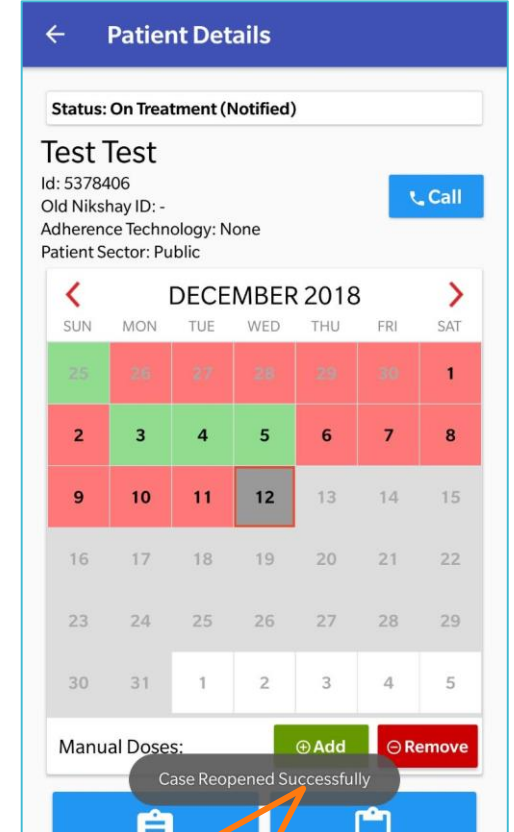 Patient Details
Status: On Treatment (Notified)
Test Test
Id: 5378406
Old Nikshay ID: -
Call
Adherence Technology: None
Patient Sector: Public
DECEMBER 2018
SUN MON TUE WED THU FRI SAT
25 26 27 28 29 30 1
2 3 4 5 6 7 8
9 10 11 12 13 14 15
16 17 18 19 20 21 22
23 24 25 26 27 28 29
30 31 1 2 3 4 5
Manual Doses: Add Remove
Case Reopened Successfully